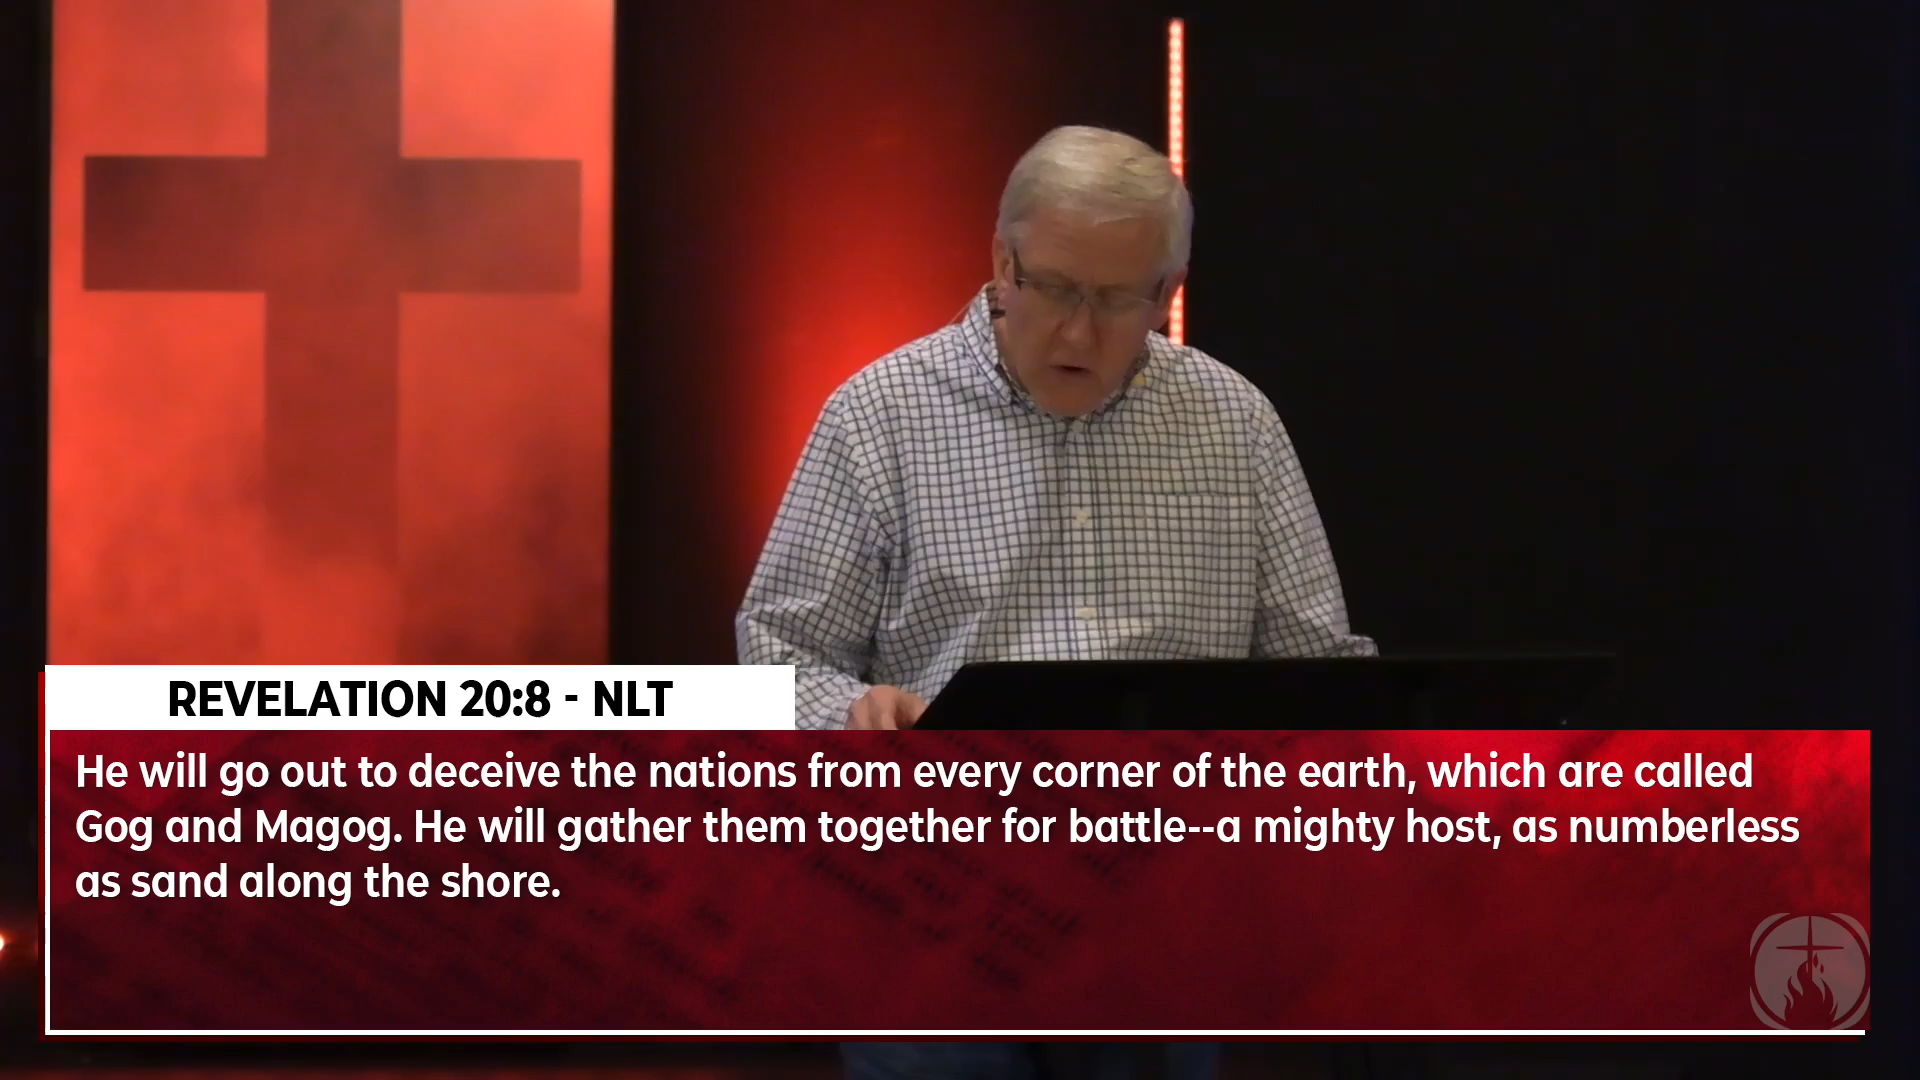 REVELATION 20:8 - NLT
He will go out to deceive the nations from every corner of the earth, which are called
Gog and Magog. He will gather them together for battle--a mighty host, as numberless
as sand along the shore.